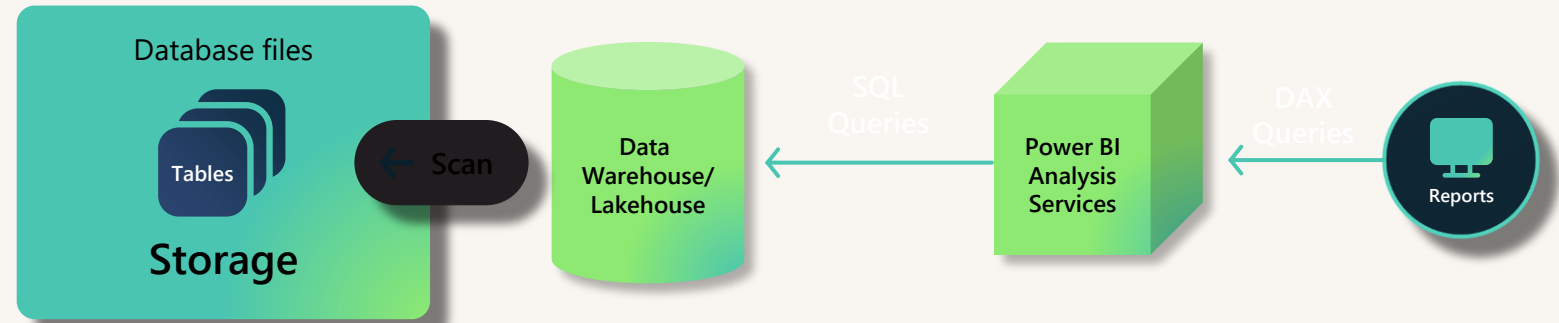 Database files
Tables
Storage
Scan
Data
Warehouse/
Lakehouse
SQL
Queries
Power BI
Analysis
Services
DAX
Queries
Reports